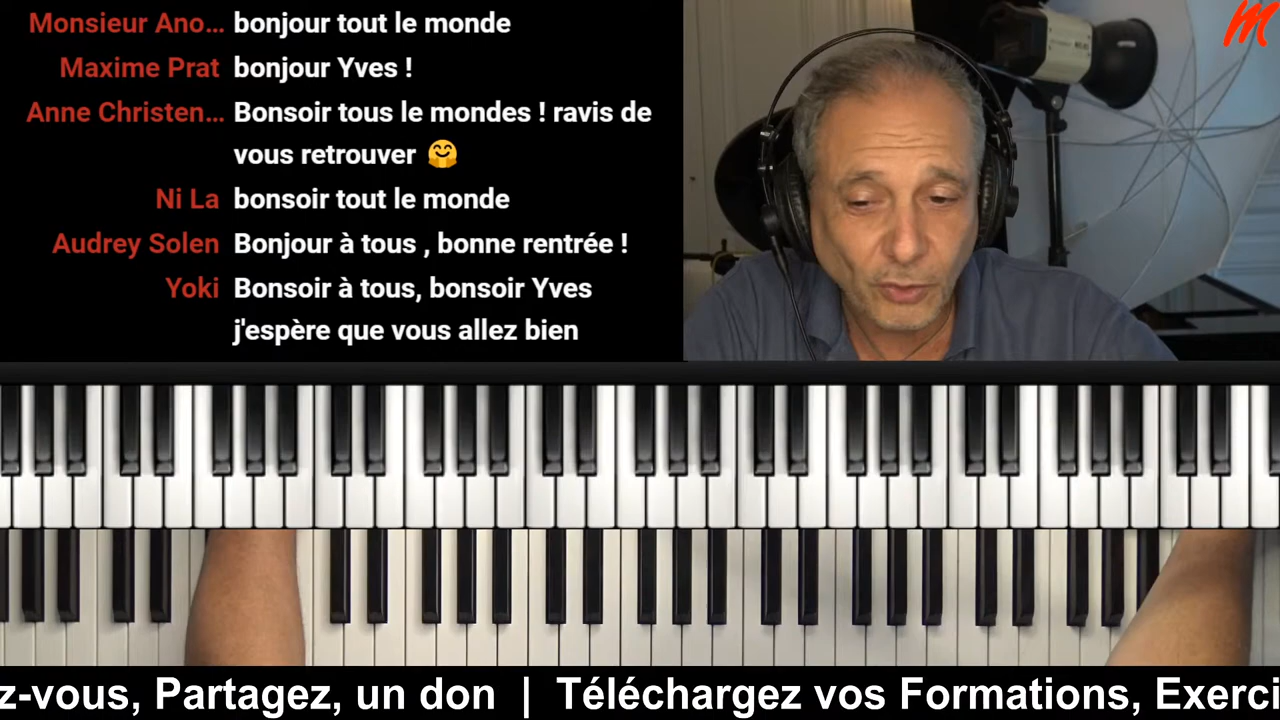 Monsieur Ano... bonjour tout le monde
Maxime Prat bonjour Yves !
Anne Christen... Bonsoir tous le mondes ! ravis de
vous retrouver 🤗
Ni La bonsoir tout le monde
Audrey Solen Bonjour à tous , bonne rentrée !
Yoki Bonsoir à tous, bonsoir Yves
j'espère que vous allez bien
z-vous, Partagez, un don | Téléchargez vos Formations, Exerci